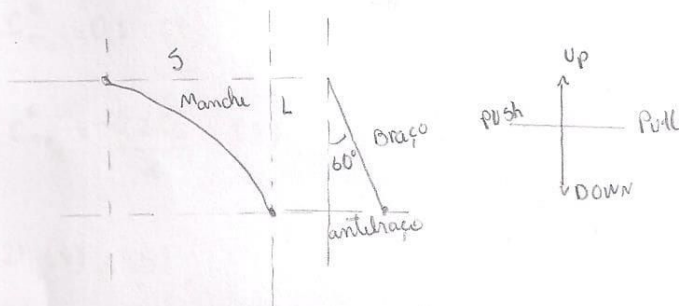 S
Manche
L
Braço
60°
antebraço
UP
PUSH
Pull
DOWN